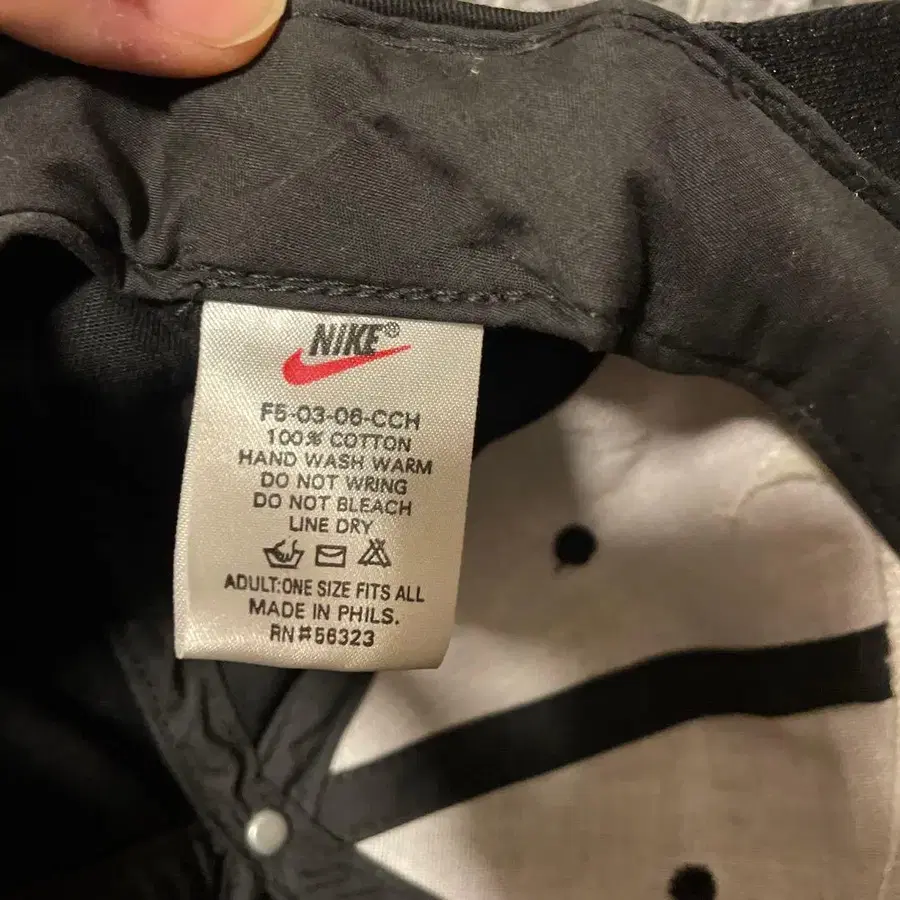 NIKE®
F5-03-06-CCH
100% COTTON
HAND WASH WARM
DO NOT WRING
DO NOT BLEACH
LINE DRY
ADULT:ONE SIZE FITS ALL
MADE IN PHILS.
RN#56323